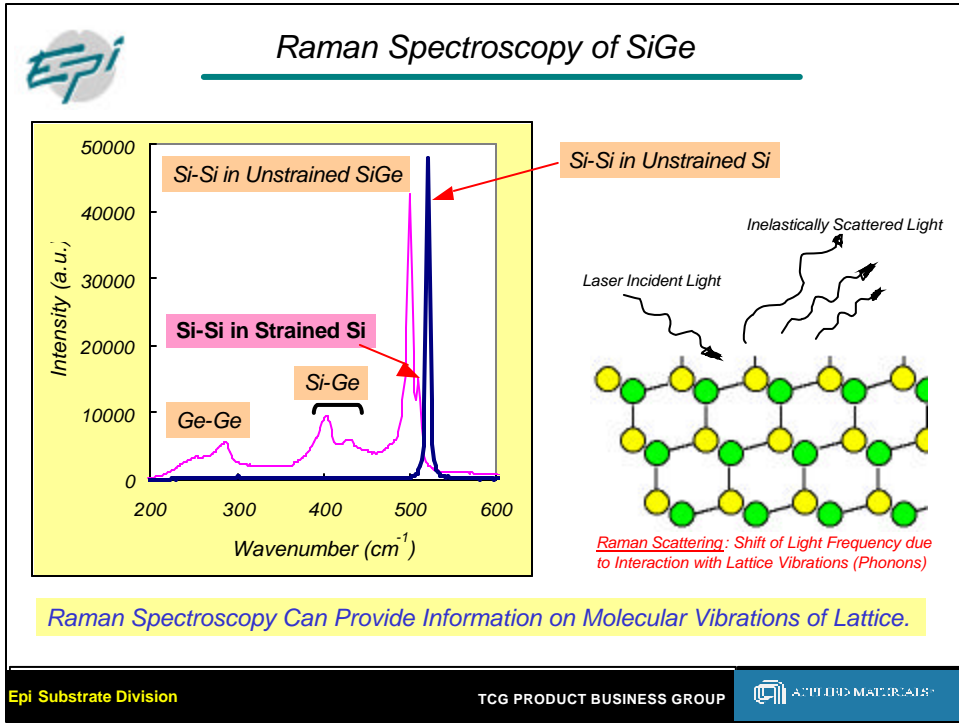 Epi
Raman Spectroscopy of SiGe
50000
40000
30000
20000
10000
0
Intensity (a.u.)
200 300 400 500 600
Wavenumber (cm-1)
Si-Si in Unstrained SiGe
Si-Si in Strained Si
Si-Ge
Ge-Ge
Si-Si in Unstrained Si
Inelastically Scattered Light
Laser Incident Light
Raman Scattering: Shift of Light Frequency due
to Interaction with Lattice Vibrations (Phonons)
Raman Spectroscopy Can Provide Information on Molecular Vibrations of Lattice.
Epi Substrate Division
TCG PRODUCT BUSINESS GROUP
APPLIED MATERIALS